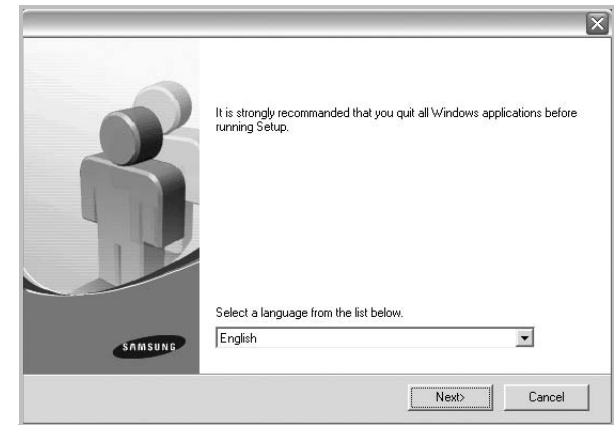 It is strongly recommanded that you quit all Windows applications before
running Setup.
Select a language from the list below.
English
SAMSUNG
Next>
Cancel